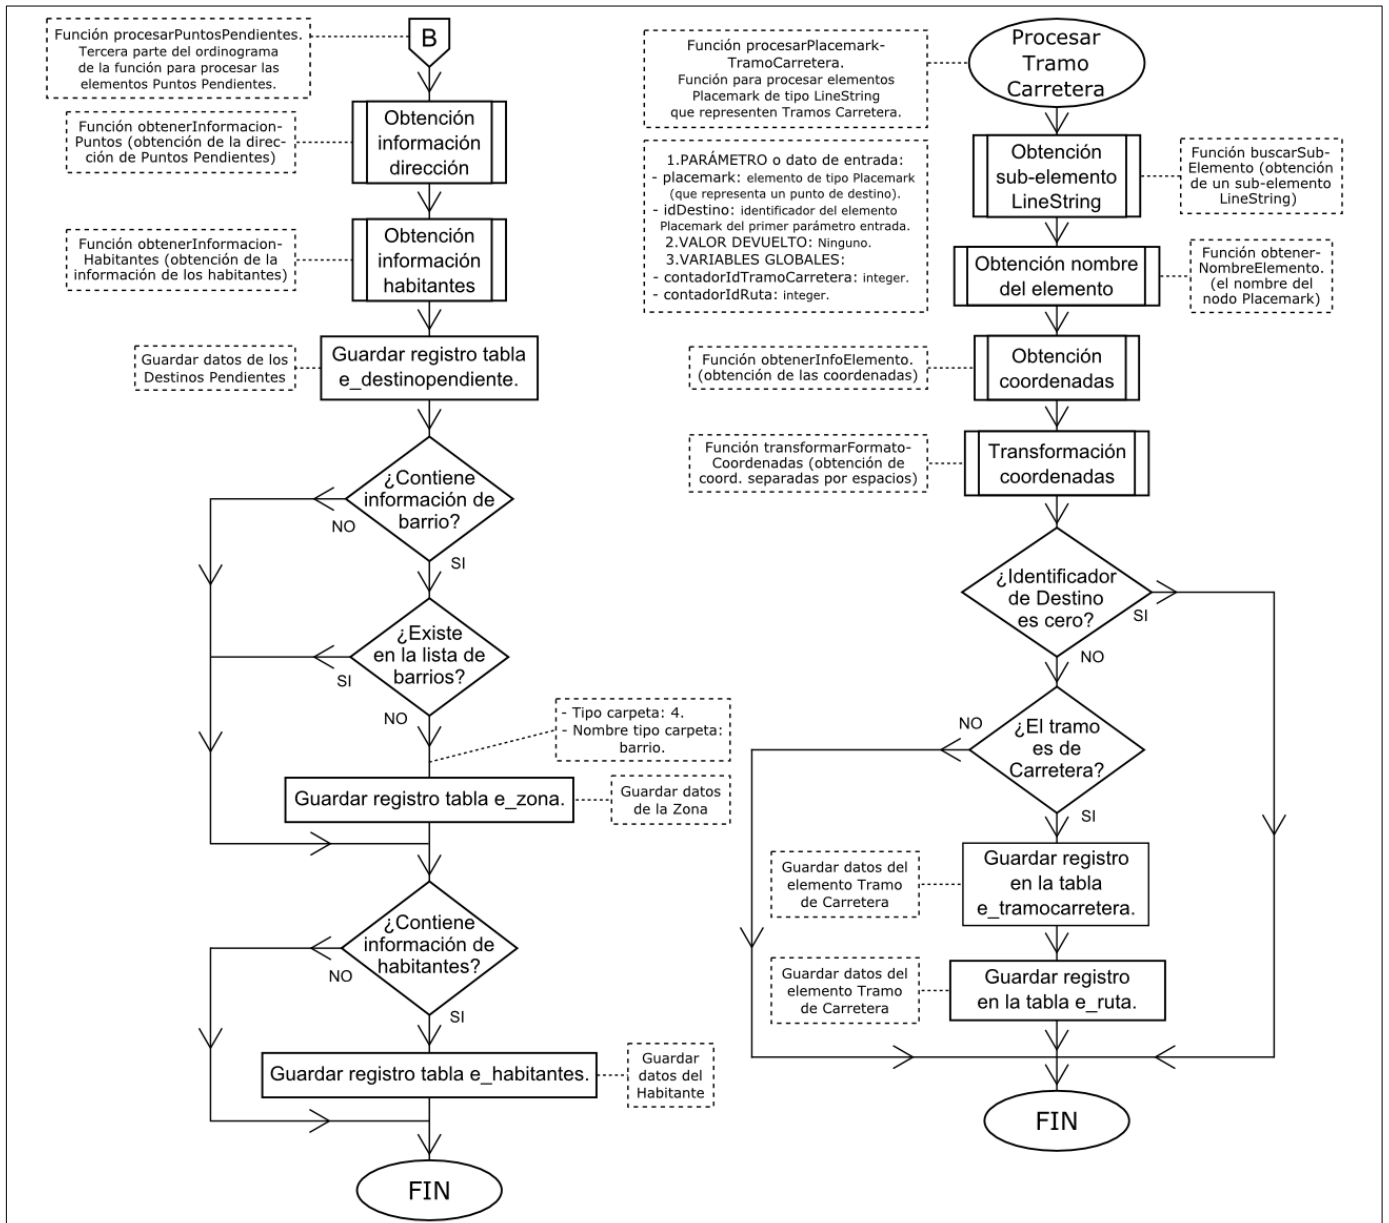 Función procesarPuntosPendientes.
Tercera parte del ordinograma
de la función para procesar las
elementos Puntos Pendientes.
B
Función obtenerInformacion-
Puntos (obtención de la direc-
ción de Puntos Pendientes)
Obtención
información
dirección
Función obtenerInformacion-
Habitantes (obtención de la
información de los habitantes)
Obtención
información
habitantes
Guardar datos de los
Destinos Pendientes
Guardar registro tabla
e_destinopendiente.
¿Contiene
información de
barrio?
NO
SI
¿Existe
en la lista de
barrios?
SI
NO
- Tipo carpeta: 4.
- Nombre tipo carpeta:
barrio.
Guardar registro tabla e_zona.
Guardar datos
de la Zona
¿Contiene
información de
habitantes?
NO
SI
Guardar registro tabla e_habitantes.
Guardar
datos del
Habitante
FIN
Función procesarPlacemark-
TramoCarretera.
Función para procesar elementos
Placemark de tipo LineString
que representen Tramos Carretera.
Procesar
Tramo
Carretera
1.PARÁMETRO o dato de entrada:
- placemark: elemento de tipo Placemark
(que representa un punto de destino).
- idDestino: identificador del elemento
Placemark del primer parámetro entrada.
2.VALOR DEVUELTO: Ninguno.
3.VARIABLES GLOBALES:
- contadorIdTramoCarretera: integer.
- contadorIdRuta: integer.
Obtención
sub-elemento
LineString
Función buscarSub-
Elemento (obtención
de un sub-elemento
LineString)
Obtención nombre
del elemento
Función obtener-
NombreElemento.
(el nombre del
nodo Placemark)
Función obtenerInfoElemento.
(obtención de las coordenadas)
Obtención
coordenadas
Función transformarFormato-
Coordenadas (obtención de
coord. separadas por espacios)
Transformación
coordenadas
¿Identificador
de Destino
es cero?
SI
NO
¿El tramo
es de
Carretera?
NO
SI
Guardar datos del
elemento Tramo
de Carretera
Guardar registro
en la tabla
e_tramocarretera.
Guardar datos del
elemento Tramo
de Carretera
Guardar registro
en la tabla e_ruta.
FIN